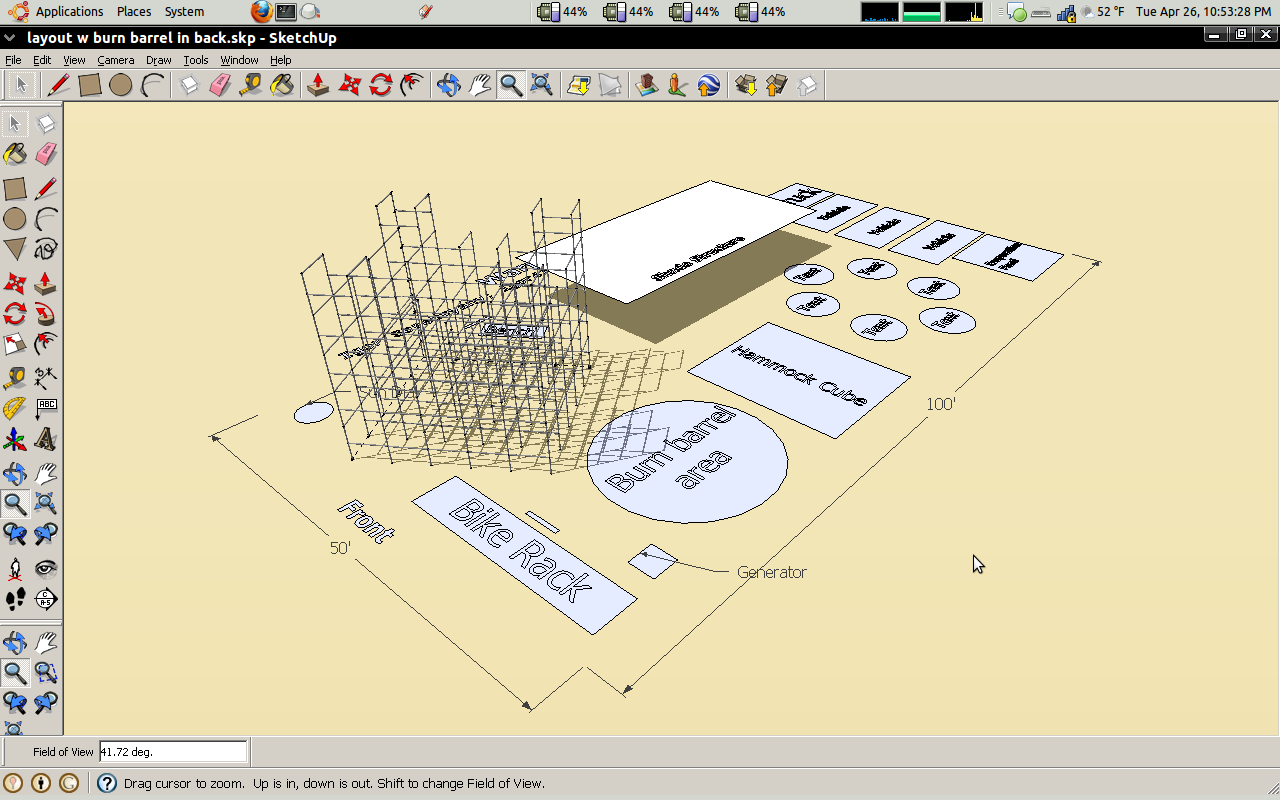 Applications Places System 44% 44% 44% 44% 52 °F Tue Apr 26, 10:53:28 PM
layout w burn barrel in back.skp - SketchUp
File Edit View Camera Draw Tools Window Help
ABC
Truck
Vehicle
Vehicle
Vehicle
Shade Structure
Tent
Tent
Tent
Tent
Tent
Tent
Hammock Cube
100'
Burn barrel
area
Front
Bike Rack
50'
Generator
Field of View 41.72 deg.
Drag cursor to zoom. Up is in, down is out. Shift to change Field of View.